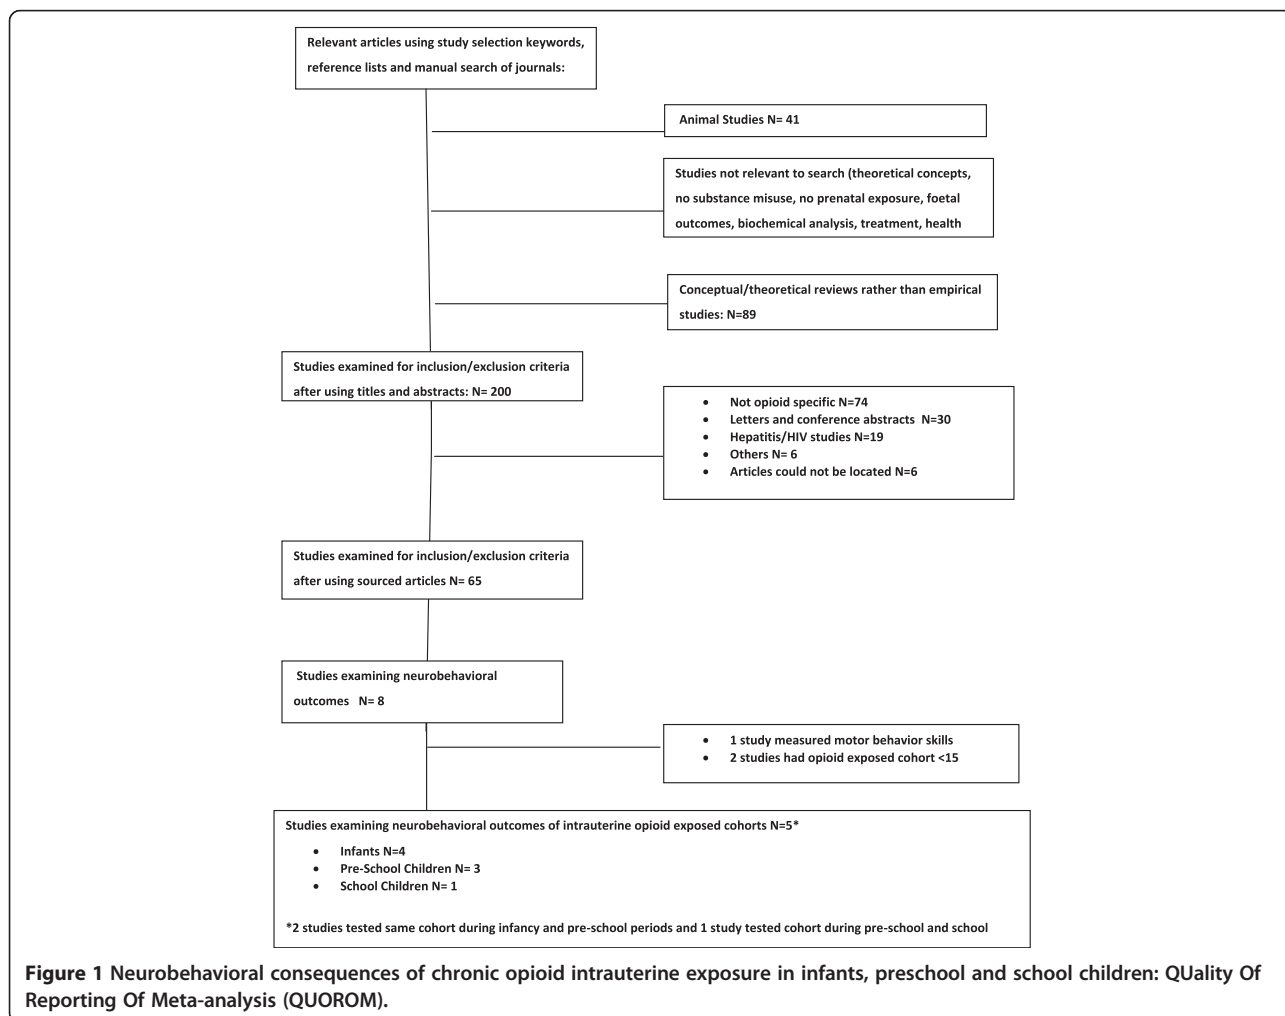 Relevant articles using study selection keywords,
reference lists and manual search of journals:
Animal Studies N= 41
Studies not relevant to search (theoretical concepts,
no substance misuse, no prenatal exposure, foetal
outcomes, biochemical analysis, treatment, health
Conceptual/theoretical reviews rather than empirical
studies: N=89
Studies examined for inclusion/exclusion criteria
after using titles and abstracts: N= 200
• Not opioid specific N=74
• Letters and conference abstracts N=30
• Hepatitis/HIV studies N=19
• Others N= 6
• Articles could not be located N=6
Studies examined for inclusion/exclusion criteria
after using sourced articles N= 65
Studies examining neurobehavioral
outcomes N= 8
• 1 study measured motor behavior skills
• 2 studies had opioid exposed cohort <15
Studies examining neurobehavioral outcomes of intrauterine opioid exposed cohorts N=5*
• Infants N=4
• Pre-School Children N= 3
• School Children N= 1
*2 studies tested same cohort during infancy and pre-school periods and 1 study tested cohort during pre-school and school
Figure 1 Neurobehavioral consequences of chronic opioid intrauterine exposure in infants, preschool and school children: QUality Of
Reporting Of Meta-analysis (QUOROM).